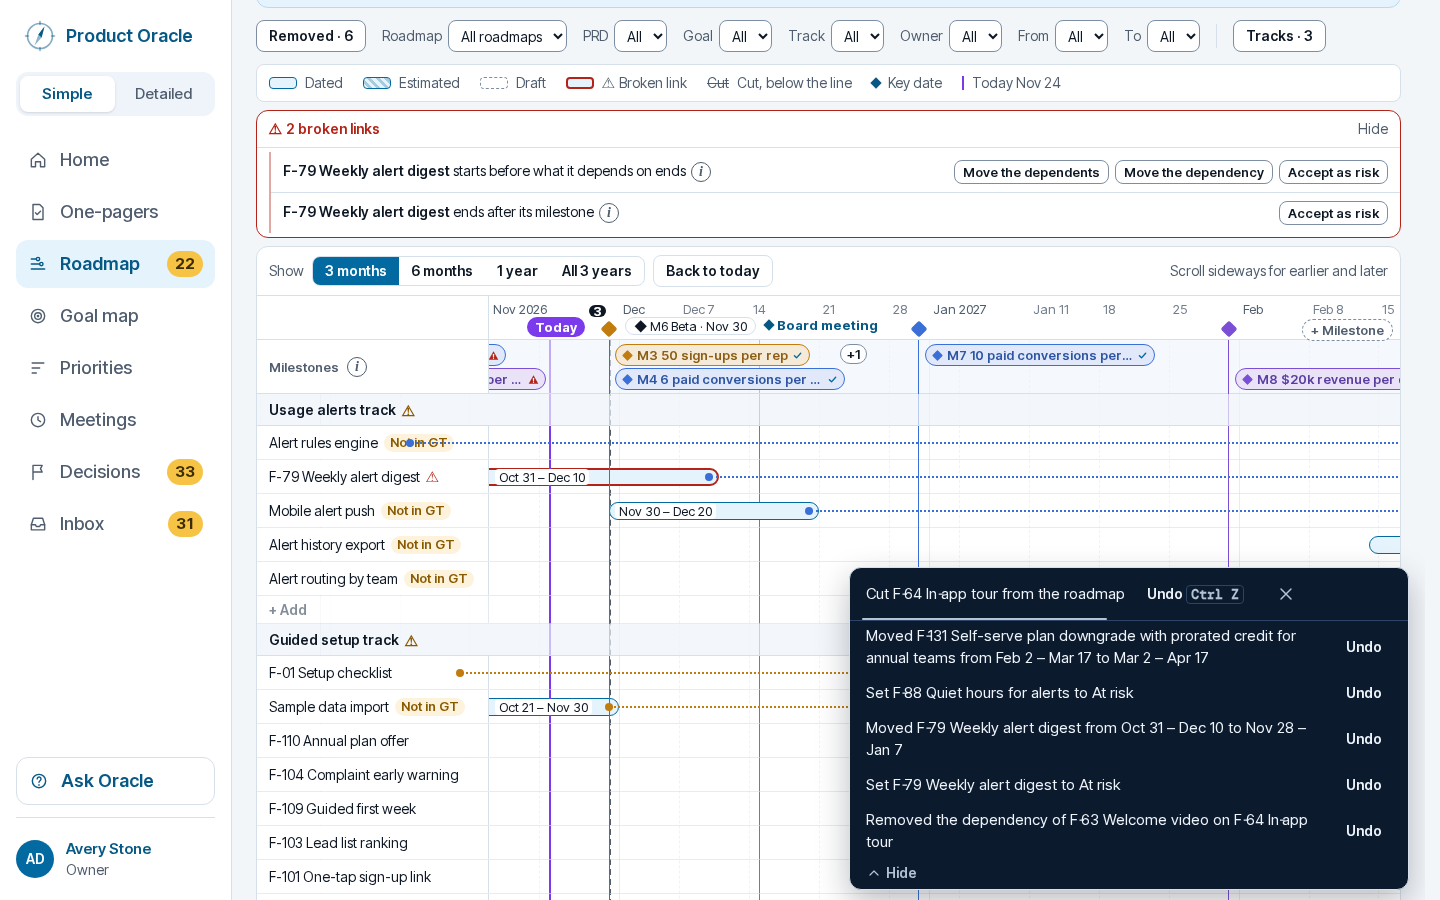 Product Oracle
Simple
Detailed
Home
One-pagers
Roadmap 22
Goal map
Priorities
Meetings
Decisions 33
Inbox 31
Ask Oracle
AD
Avery Stone
Owner
Removed · 6
Roadmap All roadmaps
PRD All
Goal All
Track All
Owner All
From All
To All
Tracks · 3
Dated
Estimated
Draft
⚠ Broken link
Cut Cut, below the line
Key date
Today Nov 24
⚠ 2 broken links
Hide
F-79 Weekly alert digest starts before what it depends on ends i
Move the dependents
Move the dependency
Accept as risk
F-79 Weekly alert digest ends after its milestone i
Accept as risk
Show
3 months
6 months
1 year
All 3 years
Back to today
Scroll sideways for earlier and later
Nov 2026
3
Dec
Dec 7
14
21
28
Jan 2027
Jan 11
18
25
Feb
Feb 8
15
Today
M6 Beta · Nov 30
Board meeting
+ Milestone
Milestones i
M3 50 sign-ups per rep ✓
+1
M7 10 paid conversions per... ✓
per ...
M4 6 paid conversions per ... ✓
M8 $20k revenue per
Usage alerts track ⚠
Alert rules engine Not in GT
F-79 Weekly alert digest ⚠
Oct 31 – Dec 10
Mobile alert push Not in GT
Nov 30 – Dec 20
Alert history export Not in GT
Alert routing by team Not in GT
+ Add
Guided setup track ⚠
F-01 Setup checklist
Sample data import Not in GT
Oct 21 – Nov 30
F-110 Annual plan offer
F-104 Complaint early warning
F-109 Guided first week
F-103 Lead list ranking
F-101 One-tap sign-up link
Cut F-64 In-app tour from the roadmap
Undo Ctrl Z
Moved F-131 Self-serve plan downgrade with prorated credit for
annual teams from Feb 2 – Mar 17 to Mar 2 – Apr 17
Undo
Set F-88 Quiet hours for alerts to At risk
Undo
Moved F-79 Weekly alert digest from Oct 31 – Dec 10 to Nov 28 –
Jan 7
Undo
Set F-79 Weekly alert digest to At risk
Undo
Removed the dependency of F-63 Welcome video on F-64 In-app
tour
Undo
Hide